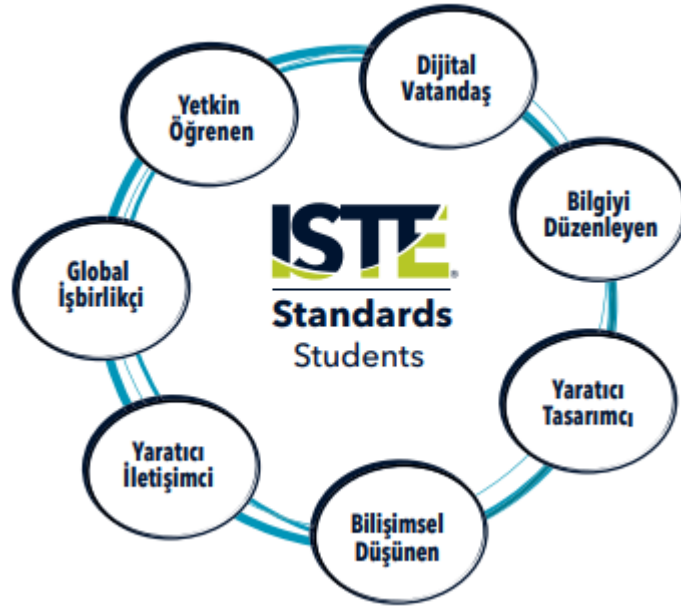 Yetkin
Öğrenen
Dijital
Vatandaş
Bilgiyi
Düzenleyen
Yaratıcı
Tasarımcı
Bilişimsel
Düşünen
Yaratıcı
İletişimci
Global
İşbirlikçi
ISTE®
Standards
Students